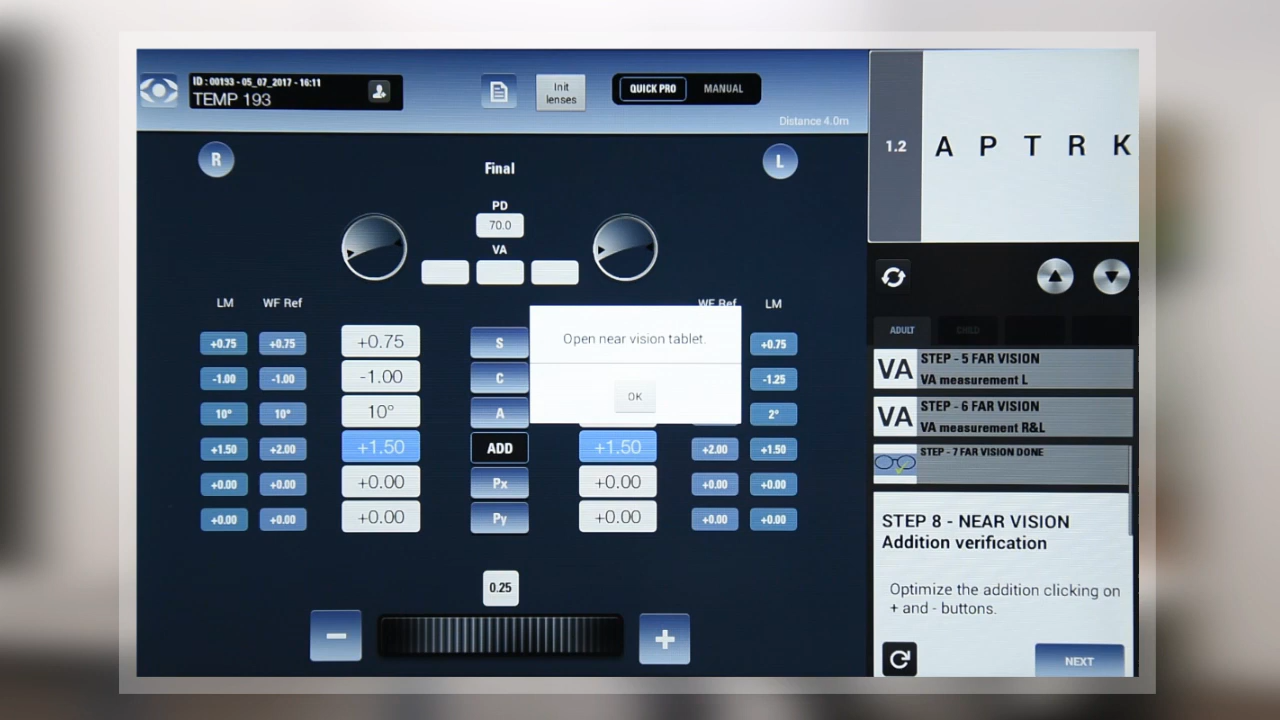 ID : 00193 - 05_07_2017 - 16:11
TEMP 193
Init
lenses
QUICK PRO
MANUAL
Distance 4.0m
R
Final
L
PD
70.0
VA
LM
WF Ref
WF Ref
LM
+0.75 +0.75 +0.75 S +0.75
-1.00 -1.00 -1.00 C -1.25
10° 10° 10° A 2°
+1.50 +2.00 +1.50 ADD +1.50 +2.00 +1.50
+0.00 +0.00 +0.00 Px +0.00 +0.00 +0.00
+0.00 +0.00 +0.00 Py +0.00 +0.00 +0.00
Open near vision tablet.
OK
0.25
1.2
A P T R K
ADULT
CHILD
VA
STEP - 5 FAR VISION
VA measurement L
VA
STEP - 6 FAR VISION
VA measurement R&L
STEP - 7 FAR VISION DONE
STEP 8 - NEAR VISION
Addition verification
Optimize the addition clicking on
+ and - buttons.
NEXT